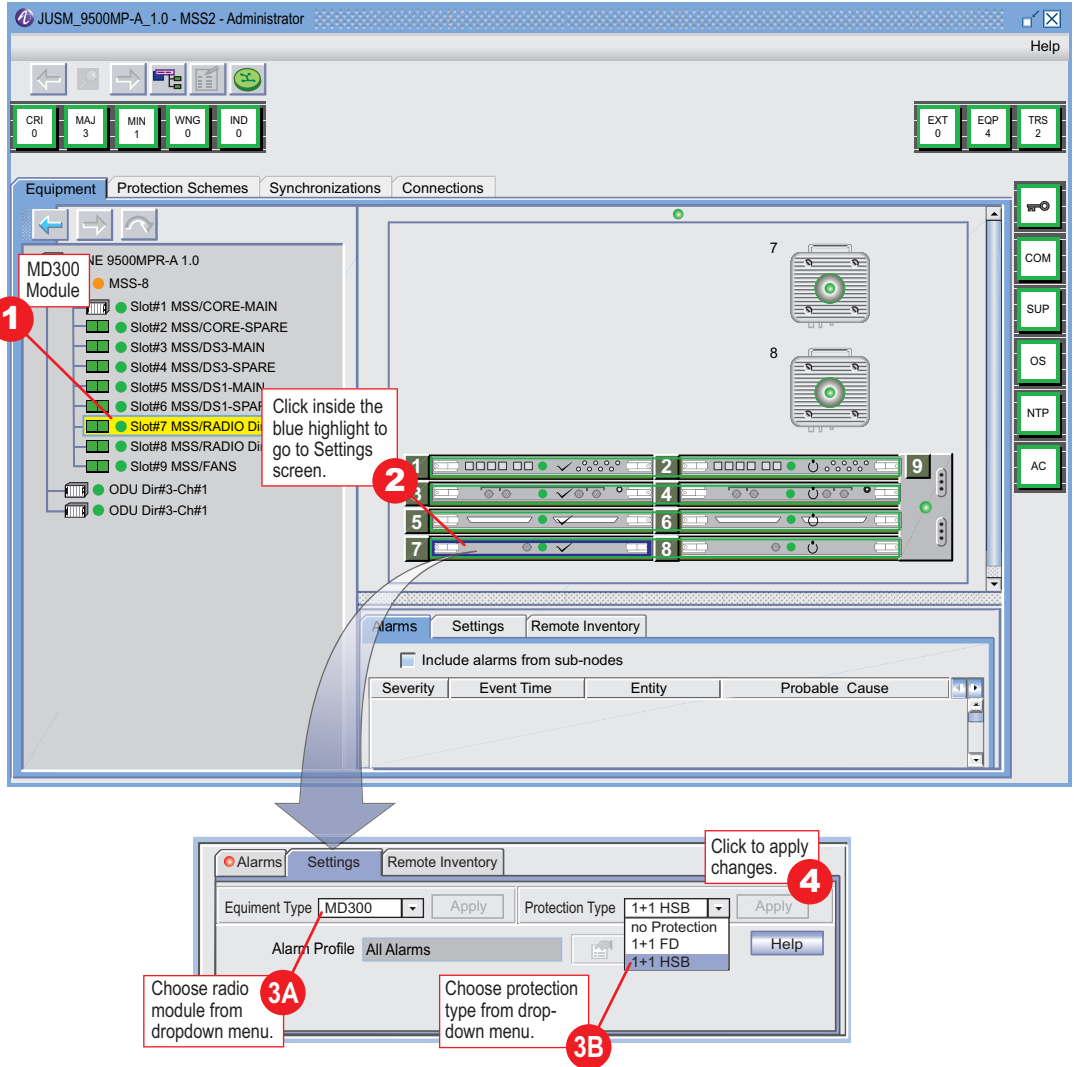 JUSM_9500MP-A_1.0 - MSS2 - Administrator
Help
CRI
0
MAJ
3
MIN
1
WNG
0
IND
0
EXT
0
EQP
4
TRS
2
Equipment
Protection Schemes
Synchronizations
Connections
COM
SUP
OS
NTP
AC
NE 9500MPR-A 1.0
MD300
Module
MSS-8
1
Slot#1 MSS/CORE-MAIN
Slot#2 MSS/CORE-SPARE
Slot#3 MSS/DS3-MAIN
Slot#4 MSS/DS3-SPARE
Slot#5 MSS/DS1-MAIN
Slot#6 MSS/DS1-SPAR
Slot#7 MSS/RADIO Di
Slot#8 MSS/RADIO Di
Slot#9 MSS/FANS
ODU Dir#3-Ch#1
ODU Dir#3-Ch#1
Click inside the
blue highlight to
go to Settings
screen.
2
7
8
1
2
9
3
4
5
6
7
8
Alarms
Settings
Remote Inventory
Include alarms from sub-nodes
Severity
Event Time
Entity
Probable Cause
Alarms
Settings
Remote Inventory
Click to apply
changes.
4
Equiment Type
MD300
Apply
Protection Type
1+1 HSB
Apply
no Protection
1+1 FD
1+1 HSB
Alarm Profile
All Alarms
Help
Choose radio
module from
dropdown menu.
3A
Choose protection
type from drop-
down menu.
3B